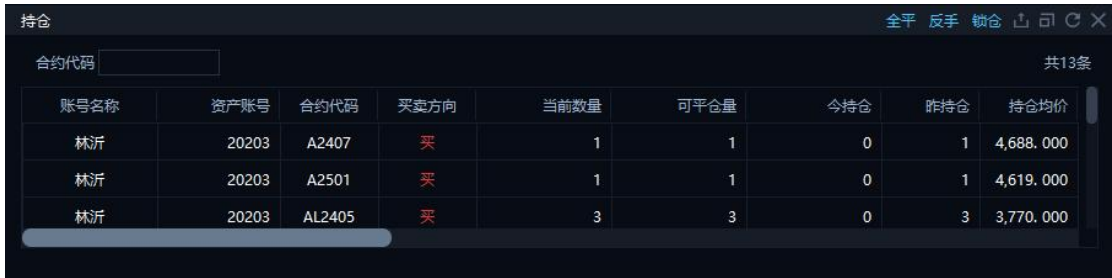 持仓 全平 反手 锁仓
合约代码 共13条
账号名称 资产账号 合约代码 买卖方向 当前数量 可平仓量 今持仓 昨持仓 持仓均价
林沂 20203 A2407 买 1 1 0 1 4,688.000
林沂 20203 A2501 买 1 1 0 1 4,619.000
林沂 20203 AL2405 买 3 3 0 3 3,770.000